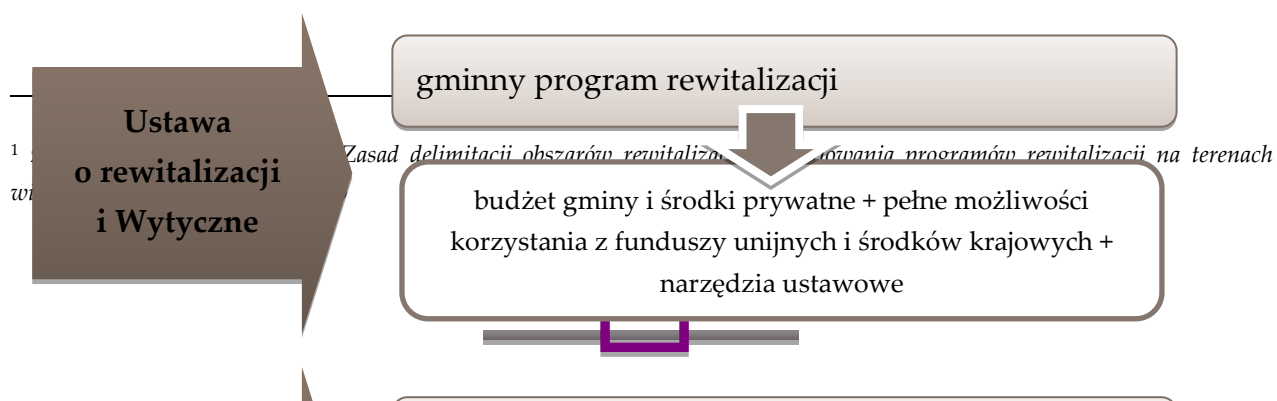 gminny program rewitalizacji
Ustawa
o rewitalizacji
i Wytyczne
1 Zasad delimitacji obszarów na terenach
programów rewitalizacji
budżet gminy i środki prywatne + pełne możliwości
korzystania z funduszy unijnych i środków krajowych +
narzędzia ustawowe